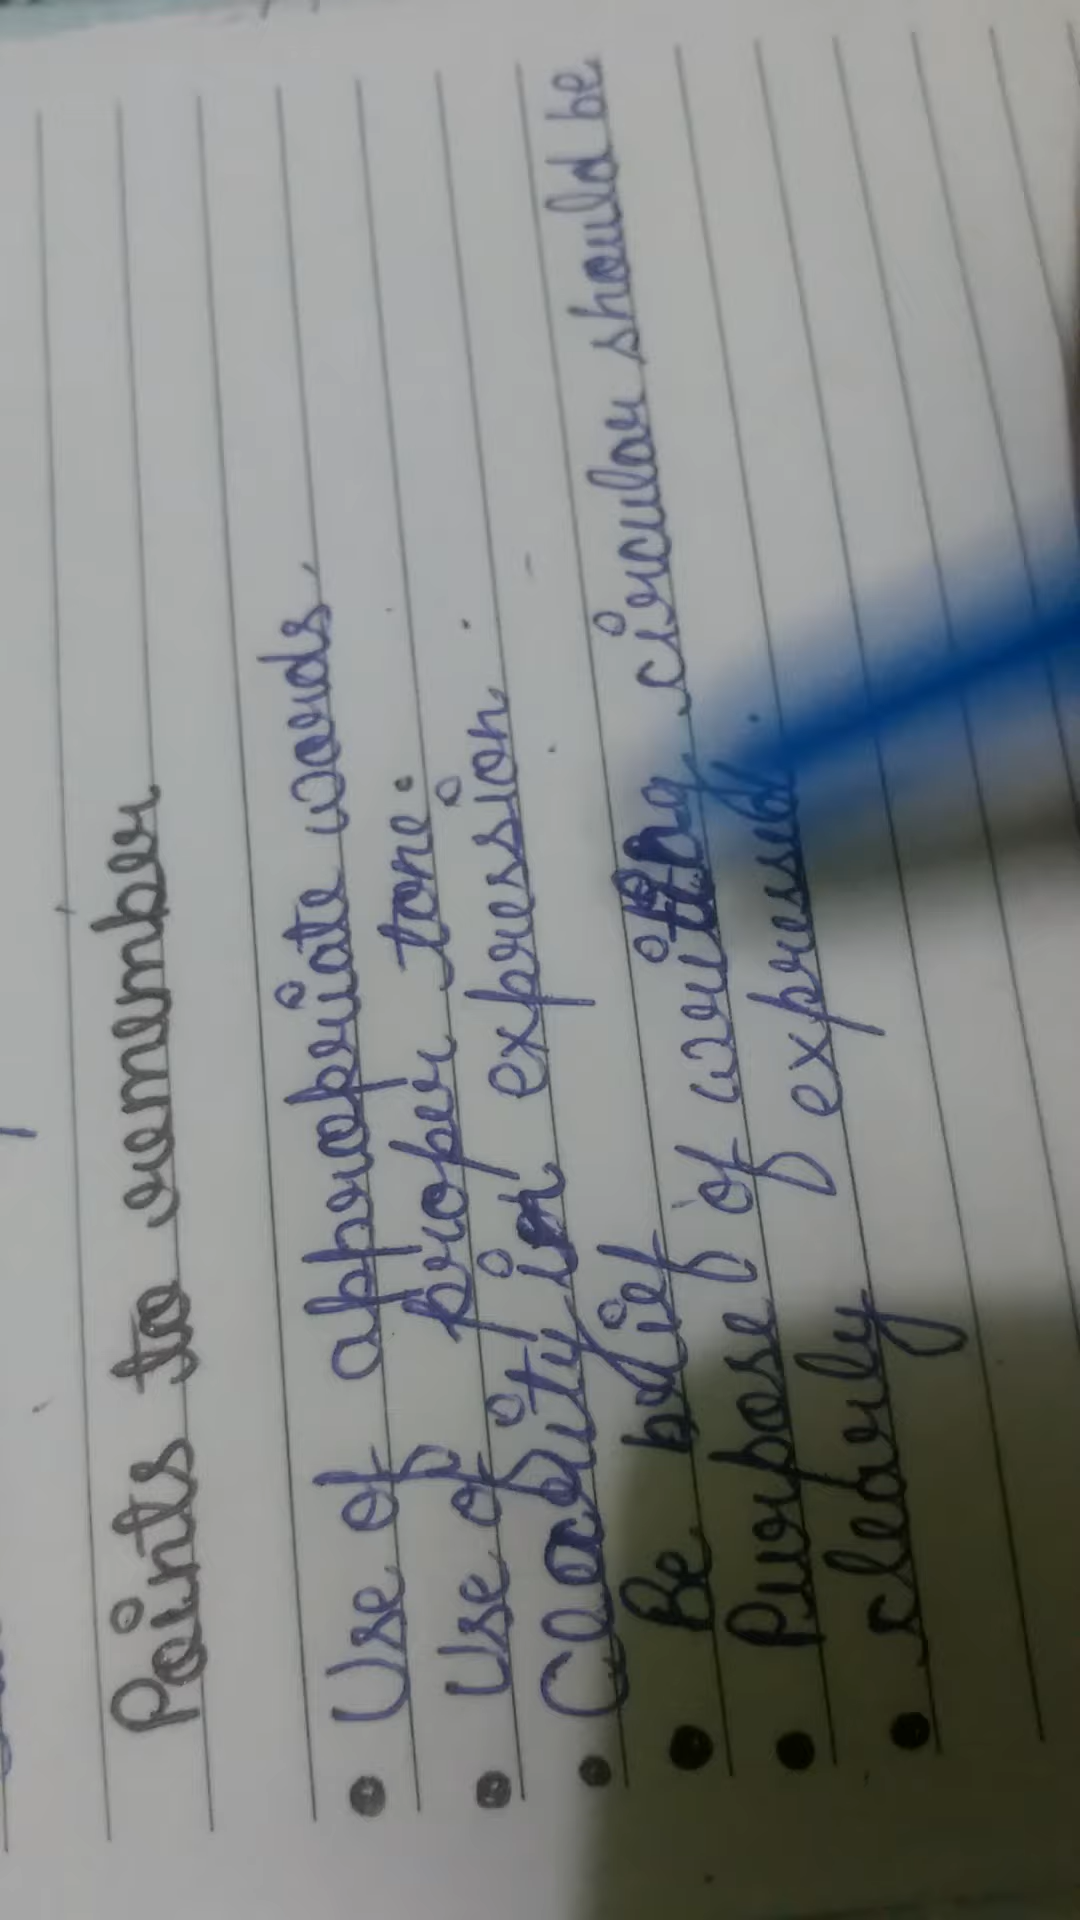 Points to remember
• Use of appropriate words.
• Use of proper tone.
• Clearity in expression
• Be brief
• Purpose of writing circular should be
• clearly expressed.